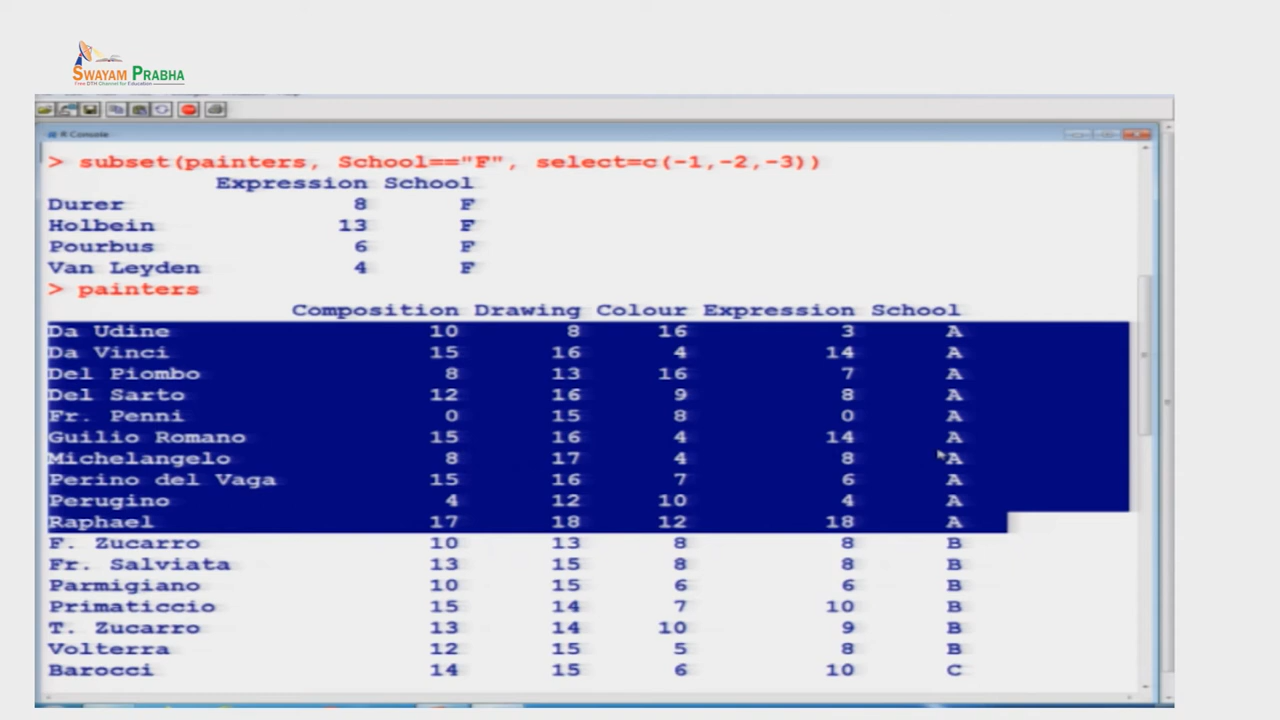 SWAYAM PRABHA
Free DTH Channel for Education
R Console
> subset(painters, School=="F", select=c(-1,-2,-3))
Expression School
Durer 8 F
Holbein 13 F
Pourbus 6 F
Van Leyden 4 F
> painters
Composition Drawing Colour Expression School
Da Udine 10 8 16 3 A
Da Vinci 15 16 4 14 A
Del Piombo 8 13 16 7 A
Del Sarto 12 16 9 8 A
Fr. Penni 0 15 8 0 A
Guilio Romano 15 16 4 14 A
Michelangelo 8 17 4 8 A
Perino del Vaga 15 16 7 6 A
Perugino 4 12 10 4 A
Raphael 17 18 12 18 A
F. Zucarro 10 13 8 8 B
Fr. Salviata 13 15 8 8 B
Parmigiano 10 15 6 6 B
Primaticcio 15 14 7 10 B
T. Zucarro 13 14 10 9 B
Volterra 12 15 5 8 B
Barocci 14 15 6 10 C